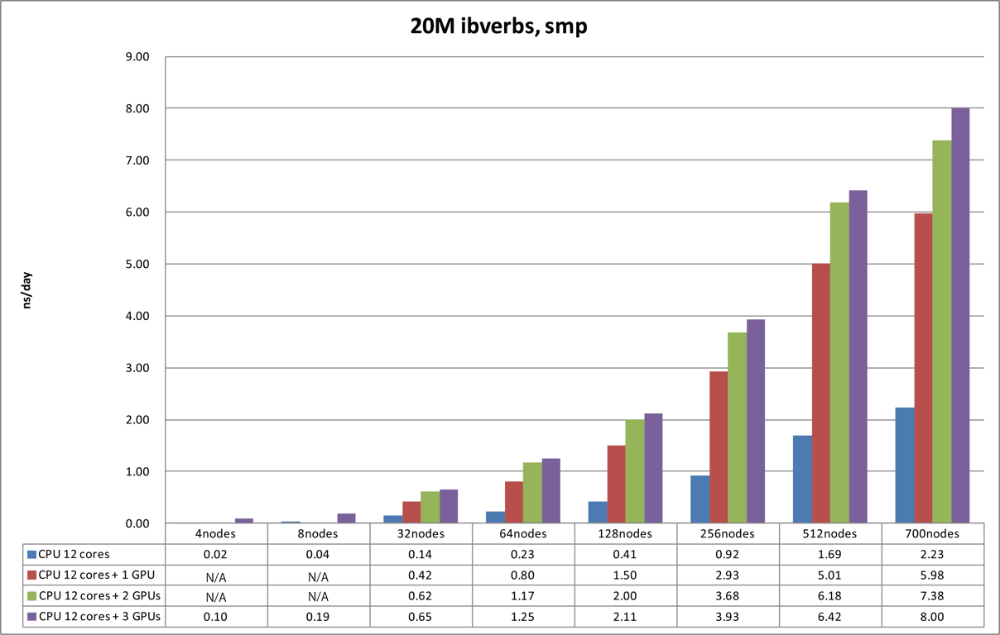 20M ibverbs, smp
9.00
8.00
7.00
6.00
5.00
4.00
3.00
2.00
1.00
0.00
ns/day
4nodes 8nodes 32nodes 64nodes 128nodes 256nodes 512nodes 700nodes
CPU 12 cores 0.02 0.04 0.14 0.23 0.41 0.92 1.69 2.23
CPU 12 cores + 1 GPU N/A N/A 0.42 0.80 1.50 2.93 5.01 5.98
CPU 12 cores + 2 GPUs N/A N/A 0.62 1.17 2.00 3.68 6.18 7.38
CPU 12 cores + 3 GPUs 0.10 0.19 0.65 1.25 2.11 3.93 6.42 8.00